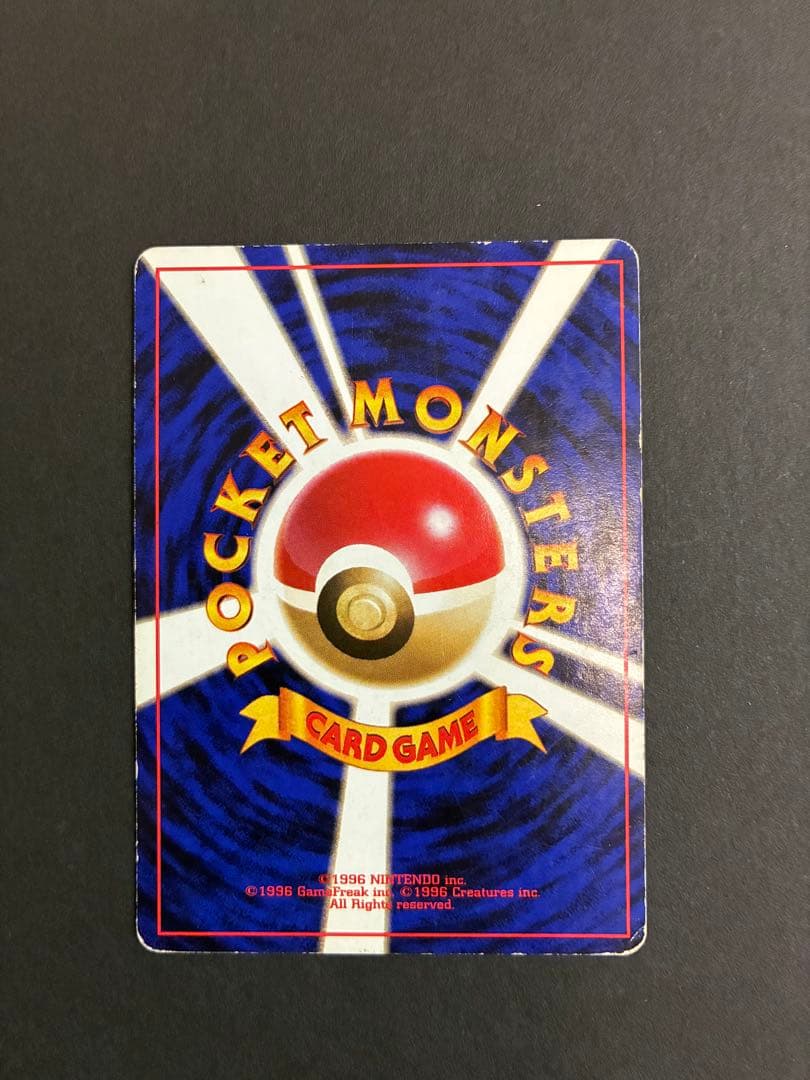 POCKET MONSTERS
CARD GAME
©1996 NINTENDO inc.
©1996 GameFreak inc. ©1996 Creatures inc.
All Rights reserved.